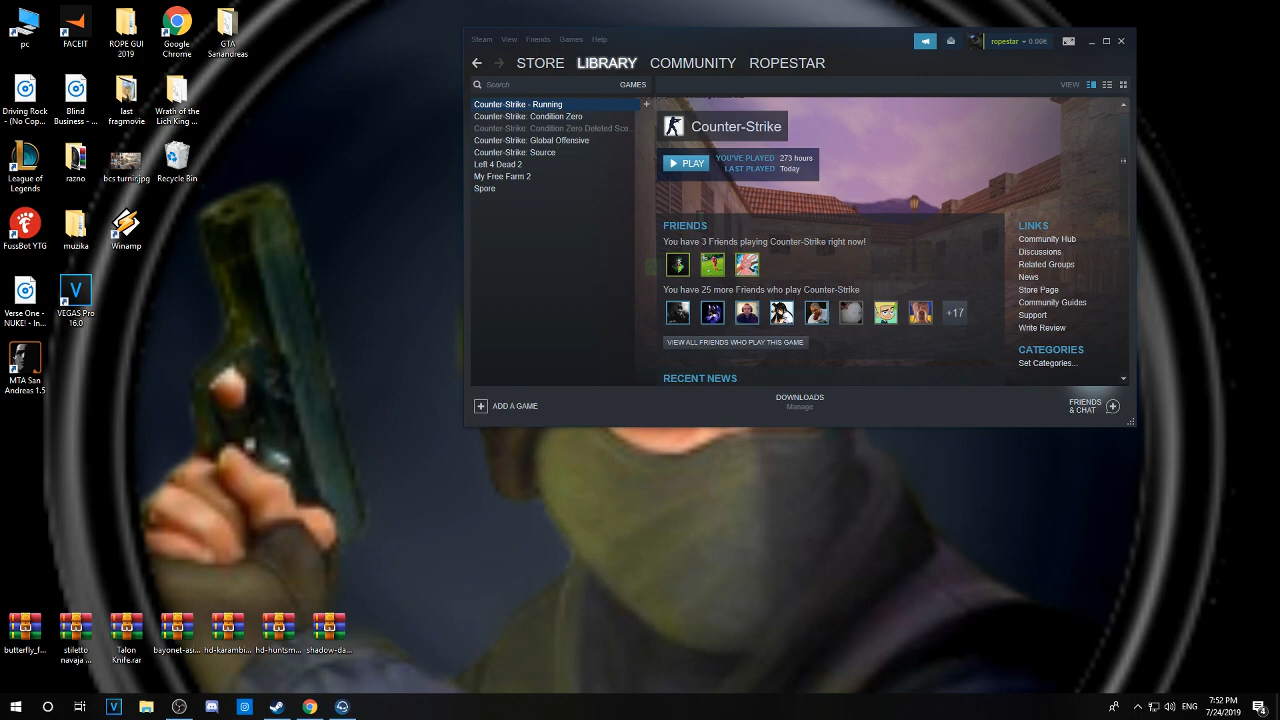 pc
FACEIT
ROPE GUI
2019
Google
Chrome
GTA
Sanandreas
Driving Rock
- (No Cop...
Blind
Business - ...
last
fragmovie
Wrath of the
Lich King ...
League of
Legends
razno
bcs turnic.jpg
Recycle Bin
FussBot YTG
muzika
Winamp
Verse One -
NUKE! - In...
VEGAS Pro
16.0
MTA San
Andreas 1.5
butterfly_f...
stiletto
navaja ...
Talon
Knife.rar
bayonet-asi...
hd-karambi...
hd-huntsm...
shadow-da...
Steam View Friends Games Help
ropestar 0.06€
STORE LIBRARY COMMUNITY ROPESTAR
Search GAMES VIEW
Counter-Strike - Running
Counter-Strike: Condition Zero
Counter-Strike: Condition Zero Deleted Sce...
Counter-Strike: Global Offensive
Counter-Strike: Source
Left 4 Dead 2
My Free Farm 2
Spore
Counter-Strike
PLAY
YOU'VE PLAYED 273 hours
LAST PLAYED Today
FRIENDS
You have 3 Friends playing Counter-Strike right now!
You have 25 more Friends who play Counter-Strike
+17
VIEW ALL FRIENDS WHO PLAY THIS GAME
RECENT NEWS
LINKS
Community Hub
Discussions
Related Groups
News
Store Page
Community Guides
Support
Write Review
CATEGORIES
Set Categories...
ADD A GAME
DOWNLOADS
Manage
FRIENDS
& CHAT
ENG
7:52 PM
7/24/2019
4